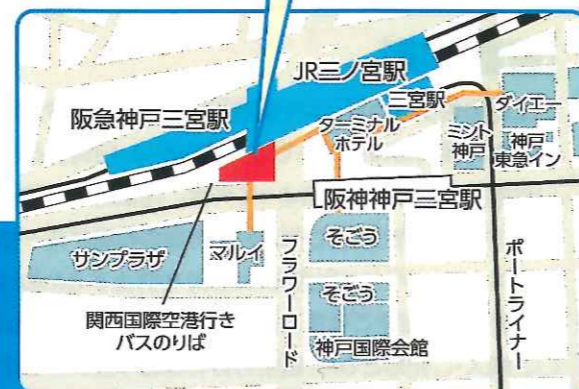 JR三ノ宮駅
阪急神戸三宮駅
三宮駅
ダイエー
ターミナル
ホテル
ミント
神戸
神戸
東急イン
阪神神戸三宮駅
サンプラザ
マルイ
フラワーロード
そごう
ポートライナー
そごう
関西国際空港行き
バスのりば
神戸国際会館